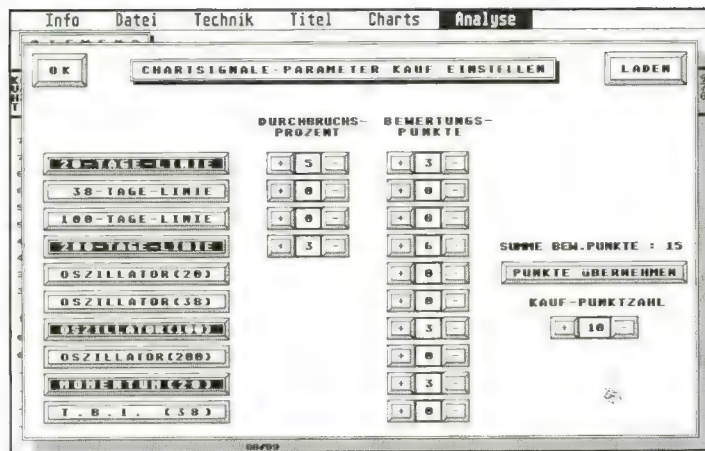 Info Datei Technik Titel Charts Analyse
OK CHARTSIGNALE-PARAMETER KAUF EINSTELLEN LADEN
DURCHBRUCHS- BEWERTUNGS-
PROZENT PUNKTE
20-TAGE-LINIE + 5 - + 3 -
38-TAGE-LINIE + 0 - + 0 -
100-TAGE-LINIE + 0 - + 0 -
200-TAGE-LINIE + 3 - + 6 -
SUMME BEW.PUNKTE : 15
OSZILLATOR(20) + 0 -
PUNKTE üBERNEHMEN
OSZILLATOR(38) + 0 -
KAUF-PUNKTZAHL
OSZILLATOR(100) + 3 -
+ 10 -
OSZILLATOR(200) + 0 -
MOMENTUM(20) + 3 -
T.B.I. (38) + 0 -
08/09